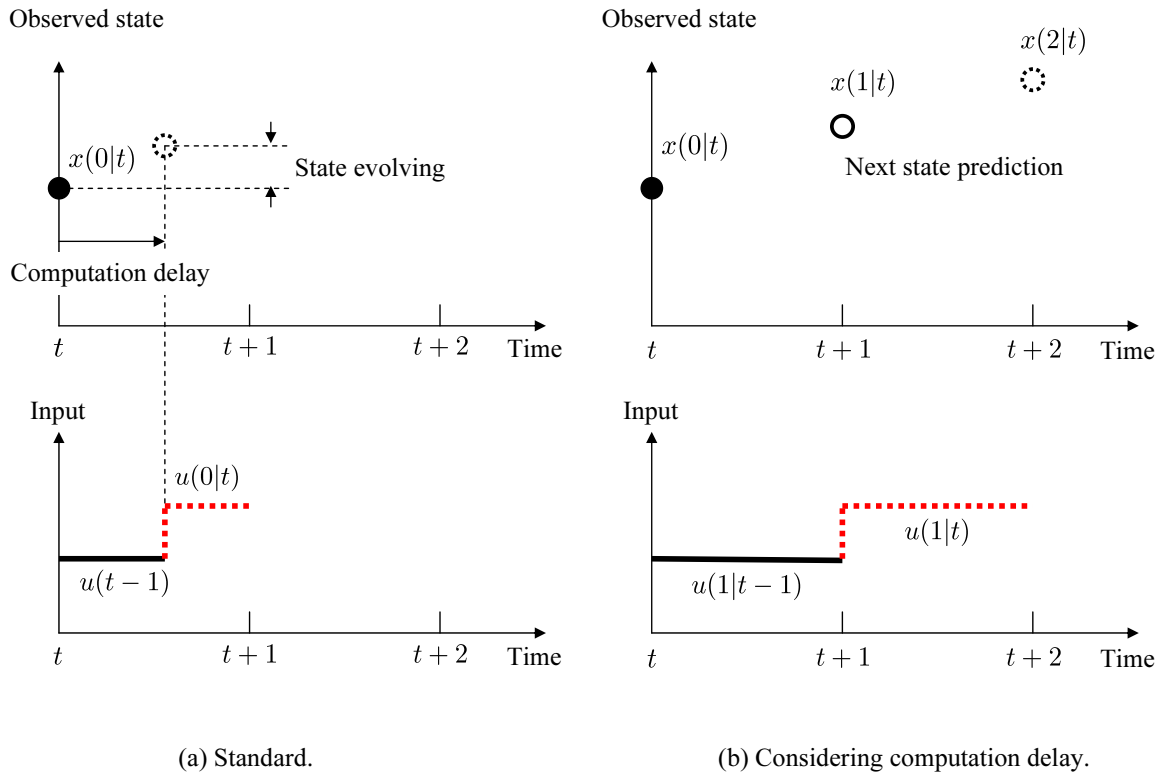 Observed state
x(0|t)
State evolving
Computation delay
t
t + 1
t + 2
Time
Input
u(0|t)
u(t − 1)
t
t + 1
t + 2
Time
(a) Standard.
Observed state
x(2|t)
x(1|t)
x(0|t)
Next state prediction
t
t + 1
t + 2
Time
Input
u(1|t)
u(1|t − 1)
t
t + 1
t + 2
Time
(b) Considering computation delay.